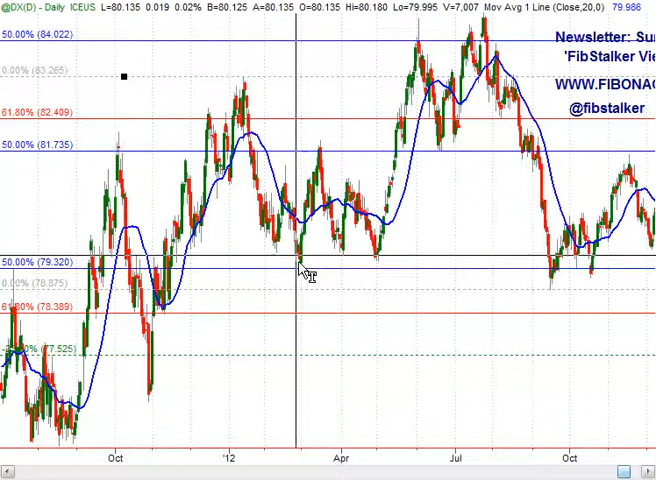 @DX(D) - Daily ICEUS L=80.135 0.019 0.02% B=80.125 A=80.135 O=80.135 Hi=80.180 Lo=79.995 V=7,007 Mov Avg 1 Line (Close,20,0) 79.986
50.00% (84.022)
Newsletter: Sun
'FibStalker Vie
0.00% (83.265)
WWW.FIBONAC
@fibstalker
61.80% (82.409)
50.00% (81.735)
50.00% (79.320)
0.00% (78.875)
61.80% (78.389)
(77.525)
Oct '12 Apr Jul Oct